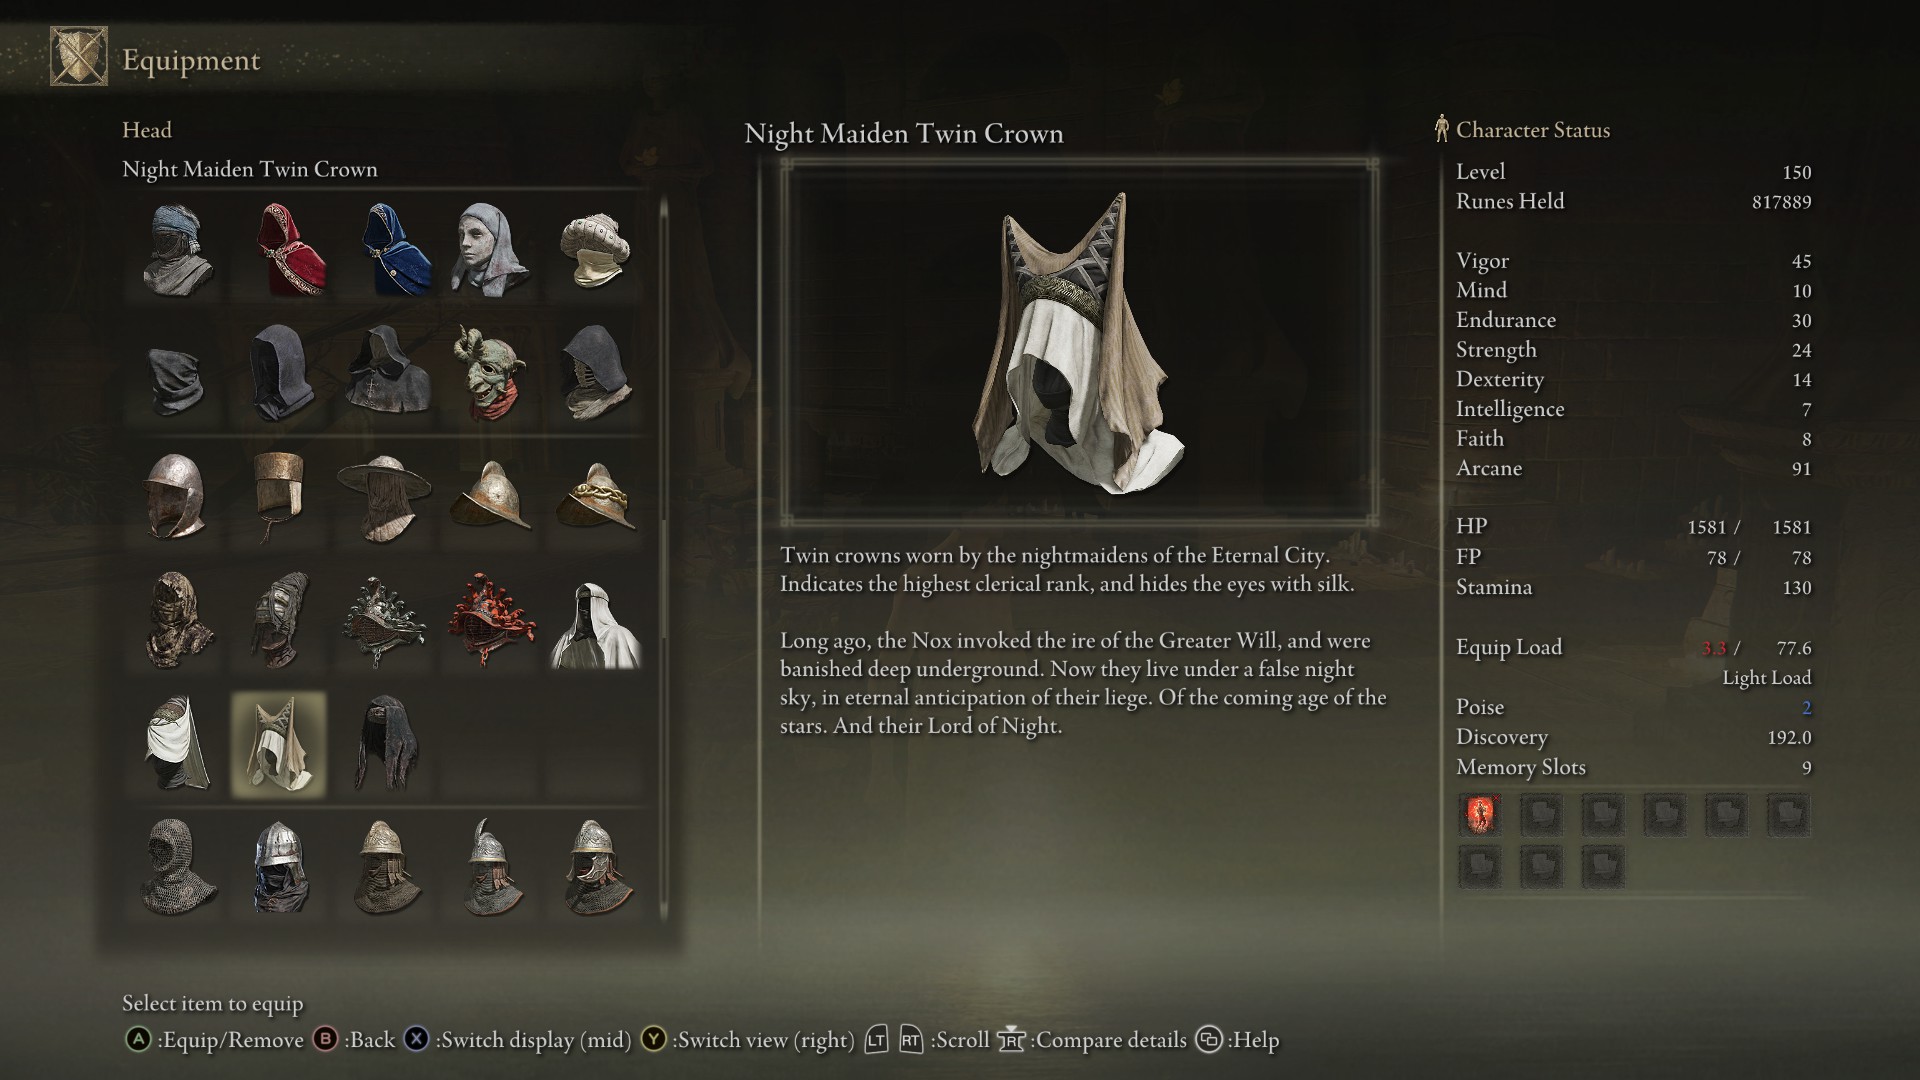 Equipment
Head
Night Maiden Twin Crown
Night Maiden Twin Crown
Twin crowns worn by the nightmaidens of the Eternal City.
Indicates the highest clerical rank, and hides the eyes with silk.
Long ago, the Nox invoked the ire of the Greater Will, and were
banished deep underground. Now they live under a false night
sky, in eternal anticipation of their liege. Of the coming age of the
stars. And their Lord of Night.
Character Status
Level 150
Runes Held 817889
Vigor 45
Mind 10
Endurance 30
Strength 24
Dexterity 14
Intelligence 7
Faith 8
Arcane 91
HP 1581 / 1581
FP 78 / 78
Stamina 130
Equip Load 3.3 / 77.6
Light Load
Poise 2
Discovery 192.0
Memory Slots 9
Select item to equip
A :Equip/Remove B :Back X :Switch display (mid) Y :Switch view (right) LT RT :Scroll R :Compare details :Help